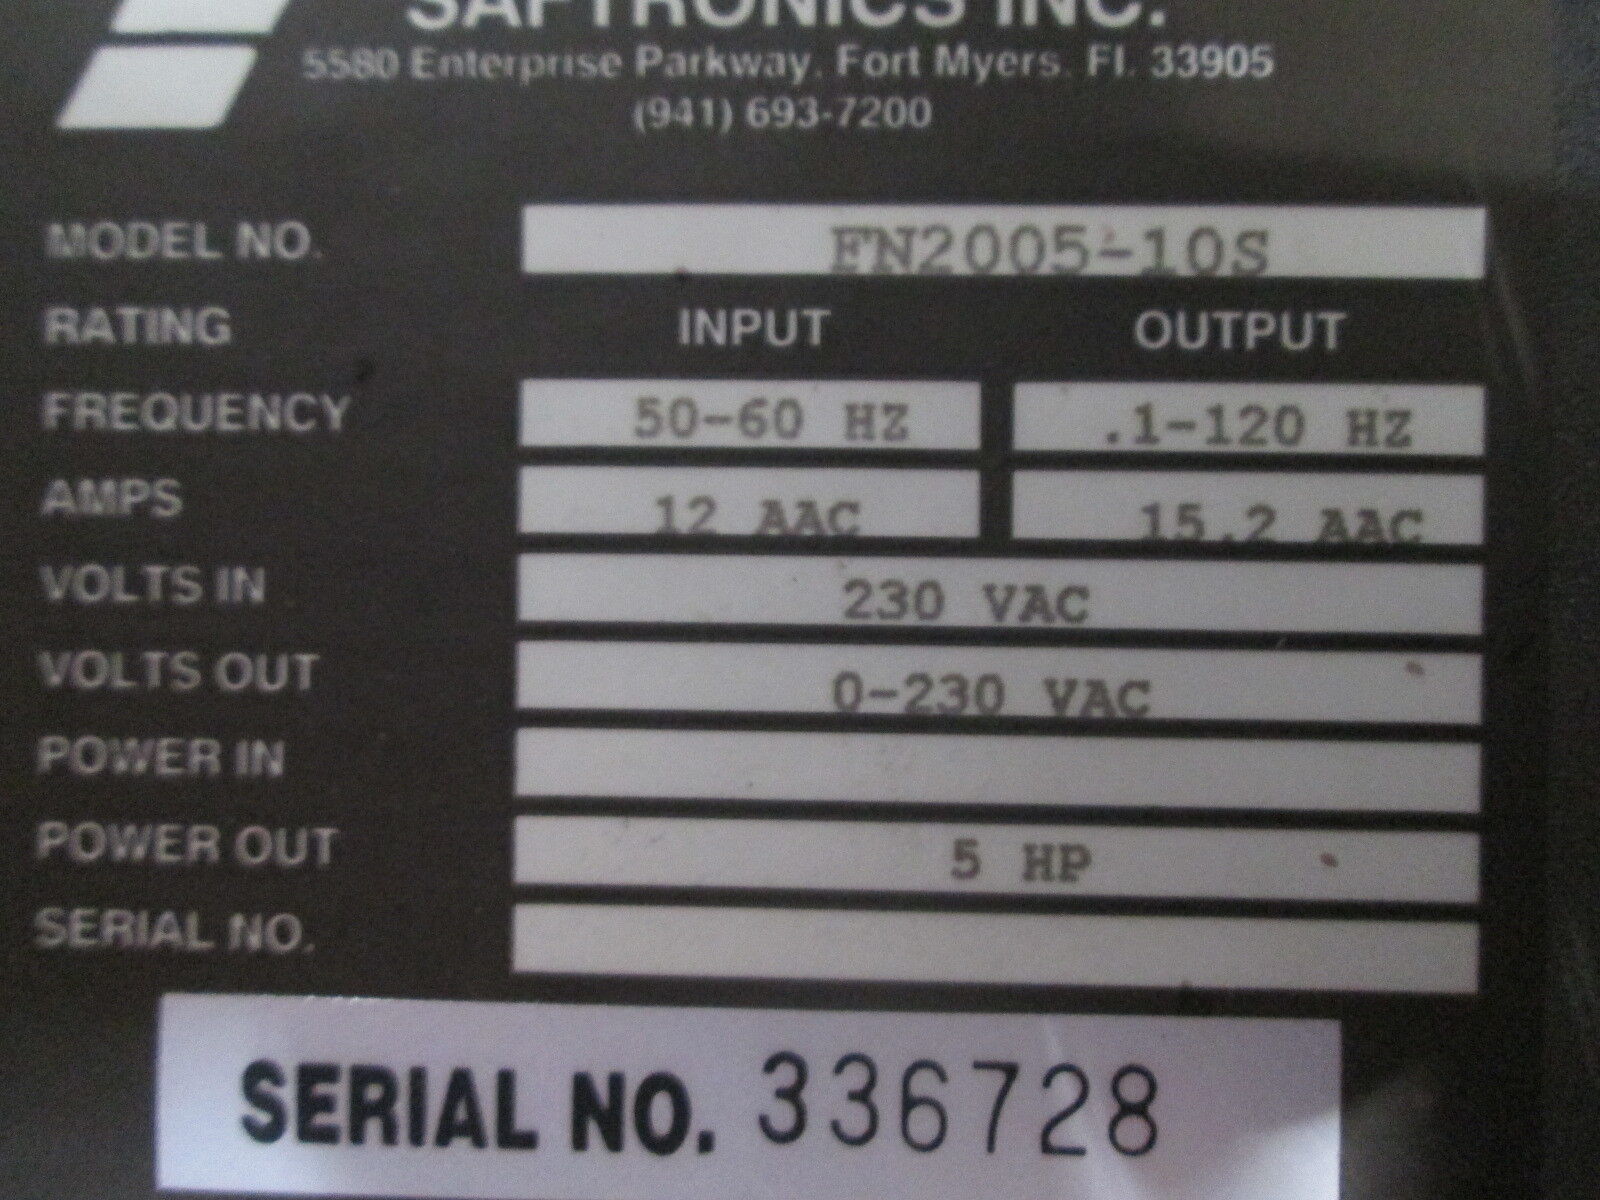 SAFTRONICS INC.
5580 Enterprise Parkway, Fort Myers, Fl. 33905
(941) 693-7200
MODEL NO. FN2005-10S
RATING INPUT OUTPUT
FREQUENCY 50-60 HZ .1-120 HZ
AMPS 12 AAC 15.2 AAC
VOLTS IN 230 VAC
VOLTS OUT 0-230 VAC
POWER IN
POWER OUT 5 HP
SERIAL NO.
SERIAL NO. 336728